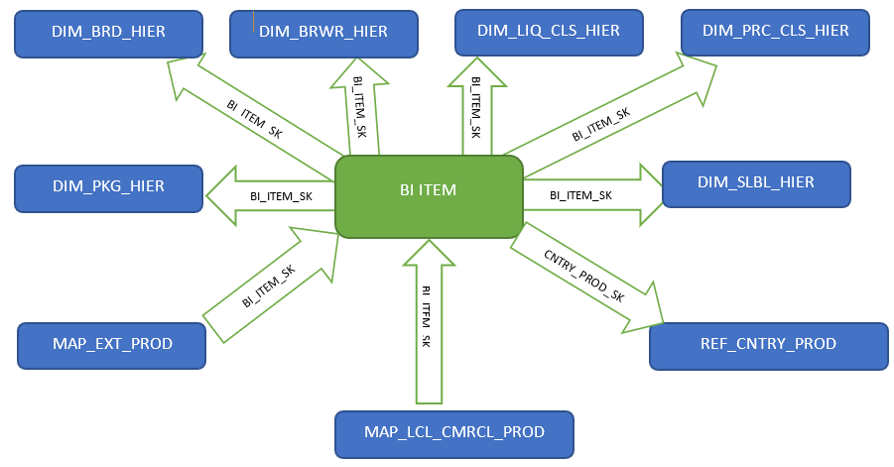 DIM_BRD_HIER
DIM_BRWR_HIER
DIM_LIQ_CLS_HIER
DIM_PRC_CLS_HIER
BI_ITEM_SK
BI_ITEM_SK
BI_ITEM_SK
BI_ITEM_SK
DIM_PKG_HIER
BI_ITEM_SK
BI ITEM
BI_ITEM_SK
DIM_SLBL_HIER
BI_ITEM_SK
BI_ITEM_SK
CNTRY_PROD_SK
MAP_EXT_PROD
REF_CNTRY_PROD
MAP_LCL_CMRCL_PROD